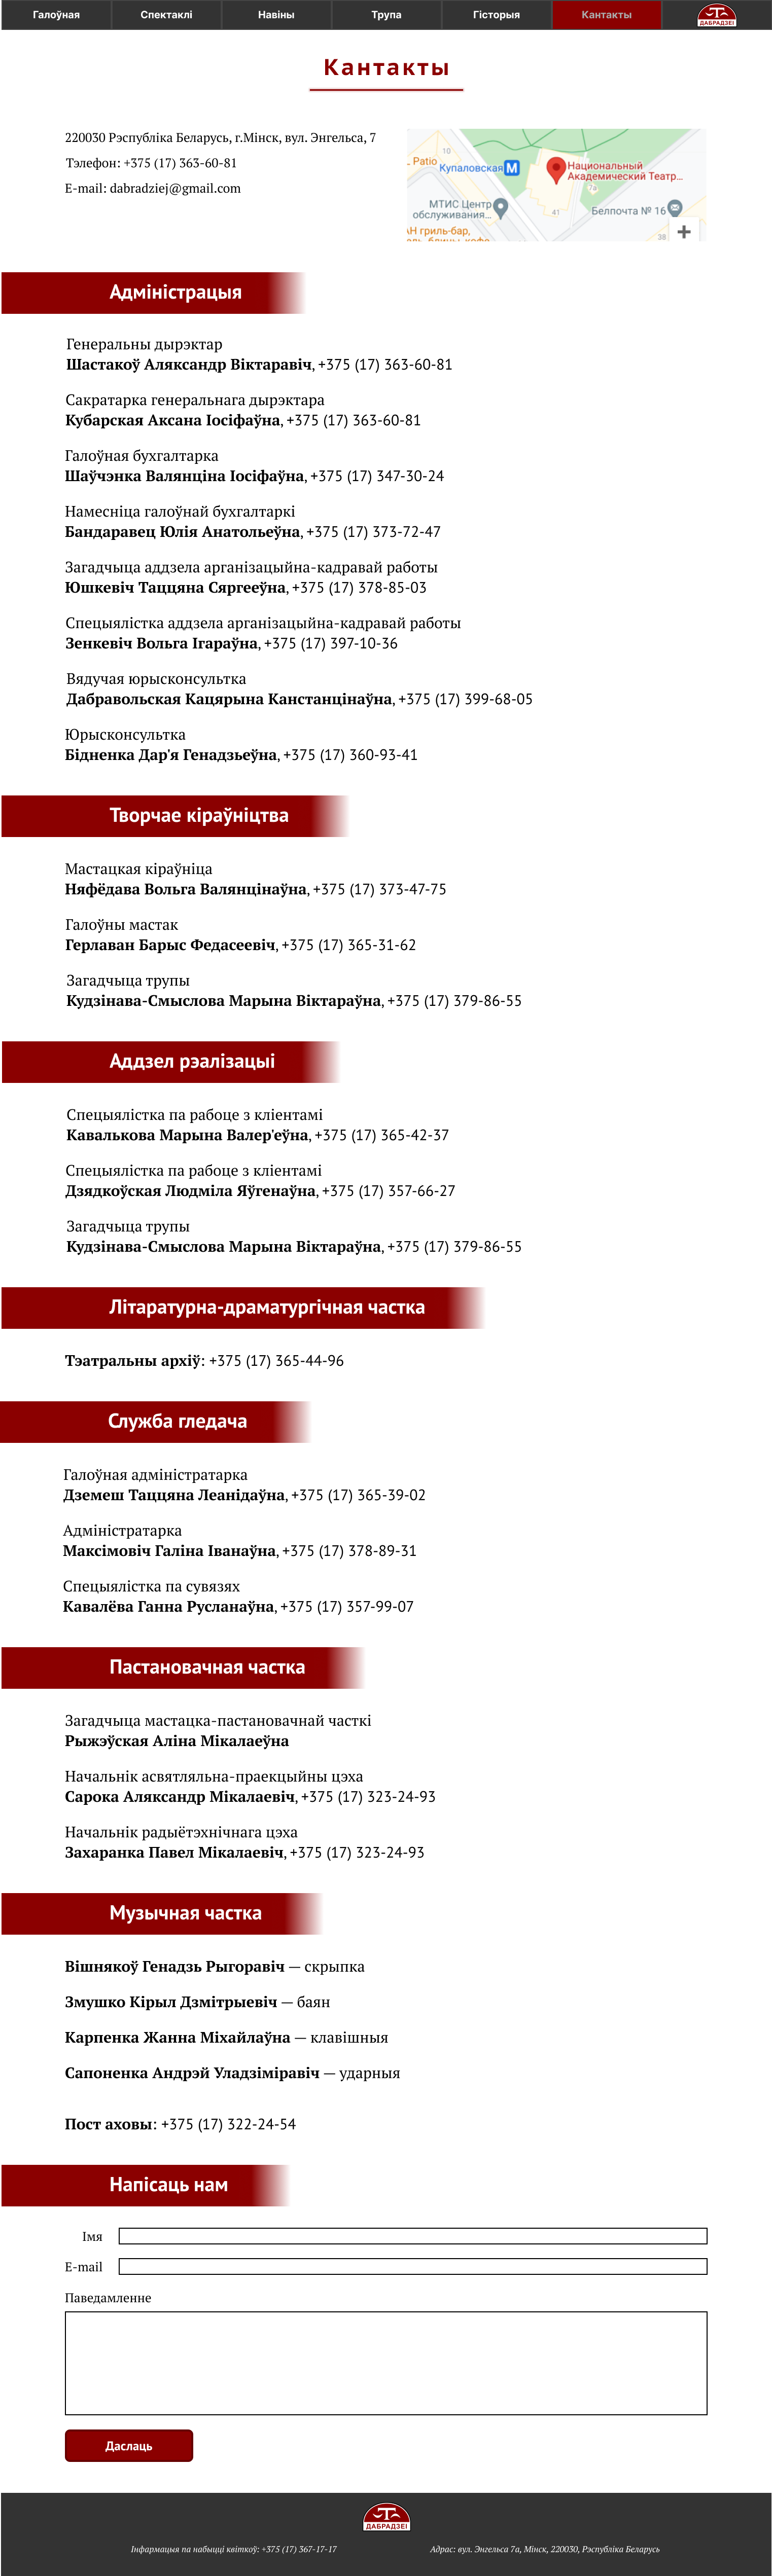 Галоўная Спектаклі Навіны Трупа Гісторыя Кантакты ДАБРАДЗЕІ
Кантакты
220030 Рэспубліка Беларусь, г.Мінск, вул. Энгельса, 7
Тэлефон: +375 (17) 363-60-81
E-mail: dabradziej@gmail.com
10
Patio
Купаловская M
Национальный
Академический Театр...
7а
МТИС Центр
обслуживания...
41
Белпочта № 16
АН гриль-бар,
38
+
Адміністрацыя
Генеральны дырэктар
Шастакоў Аляксандр Віктаравіч, +375 (17) 363-60-81
Сакратарка генеральнага дырэктара
Кубарская Аксана Іосіфаўна, +375 (17) 363-60-81
Галоўная бухгалтарка
Шаўчэнка Валянціна Іосіфаўна, +375 (17) 347-30-24
Намесніца галоўнай бухгалтаркі
Бандаравец Юлія Анатольеўна, +375 (17) 373-72-47
Загадчыца аддзела арганізацыйна-кадравай работы
Юшкевіч Таццяна Сяргееўна, +375 (17) 378-85-03
Спецыялістка аддзела арганізацыйна-кадравай работы
Зенкевіч Вольга Ігараўна, +375 (17) 397-10-36
Вядучая юрысконсультка
Дабравольская Кацярына Канстанцінаўна, +375 (17) 399-68-05
Юрысконсультка
Бідненка Дар'я Генадзьеўна, +375 (17) 360-93-41
Творчае кіраўніцтва
Мастацкая кіраўніца
Няфёдава Вольга Валянцінаўна, +375 (17) 373-47-75
Галоўны мастак
Герлаван Барыс Федасеевіч, +375 (17) 365-31-62
Загадчыца трупы
Кудзінава-Смыслова Марына Віктараўна, +375 (17) 379-86-55
Аддзел рэалізацыі
Спецыялістка па рабоце з кліентамі
Кавалькова Марына Валер'еўна, +375 (17) 365-42-37
Спецыялістка па рабоце з кліентамі
Дзядкоўская Людміла Яўгенаўна, +375 (17) 357-66-27
Загадчыца трупы
Кудзінава-Смыслова Марына Віктараўна, +375 (17) 379-86-55
Літаратурна-драматургічная частка
Тэатральны архіў: +375 (17) 365-44-96
Служба гледача
Галоўная адміністратарка
Дземеш Таццяна Леанідаўна, +375 (17) 365-39-02
Адміністратарка
Максімовіч Галіна Іванаўна, +375 (17) 378-89-31
Спецыялістка па сувязях
Кавалёва Ганна Русланаўна, +375 (17) 357-99-07
Пастановачная частка
Загадчыца мастацка-пастановачнай часткі
Рыжэўская Аліна Мікалаеўна
Начальнік асвятляльна-праекцыйны цэха
Сарока Аляксандр Мікалаевіч, +375 (17) 323-24-93
Начальнік радыётэхнічнага цэха
Захаранка Павел Мікалаевіч, +375 (17) 323-24-93
Музычная частка
Вішнякоў Генадзь Рыгоравіч — скрыпка
Змушко Кірыл Дзмітрыевіч — баян
Карпенка Жанна Міхайлаўна — клавішныя
Сапоненка Андрэй Уладзіміравіч — ударныя
Пост аховы: +375 (17) 322-24-54
Напісаць нам
Імя
E-mail
Паведамленне
Даслаць
ДАБРАДЗЕІ
Інфармацыя па набыцці квіткоў: +375 (17) 367-17-17 Адрас: вул. Энгельса 7а, Мінск, 220030, Рэспубліка Беларусь